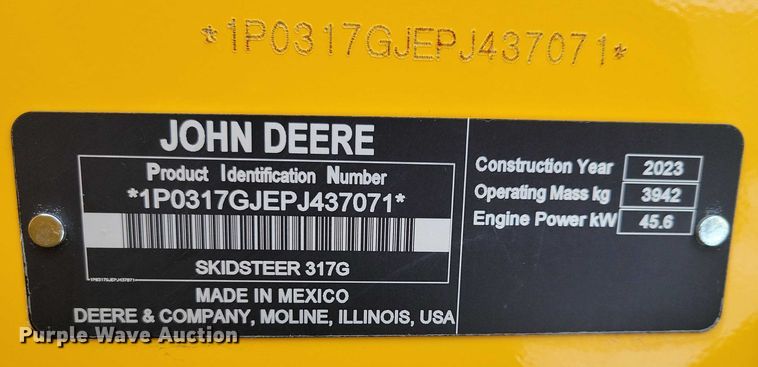 *1P0317GJEPJ437071*
JOHN DEERE
Product Identification Number
*1P0317GJEPJ437071*
1P0317GJEPJ437071
SKIDSTEER 317G
MADE IN MEXICO
DEERE & COMPANY, MOLINE, ILLINOIS, USA
Construction Year 2023
Operating Mass kg 3942
Engine Power kW 45.6
Purple Wave Auction